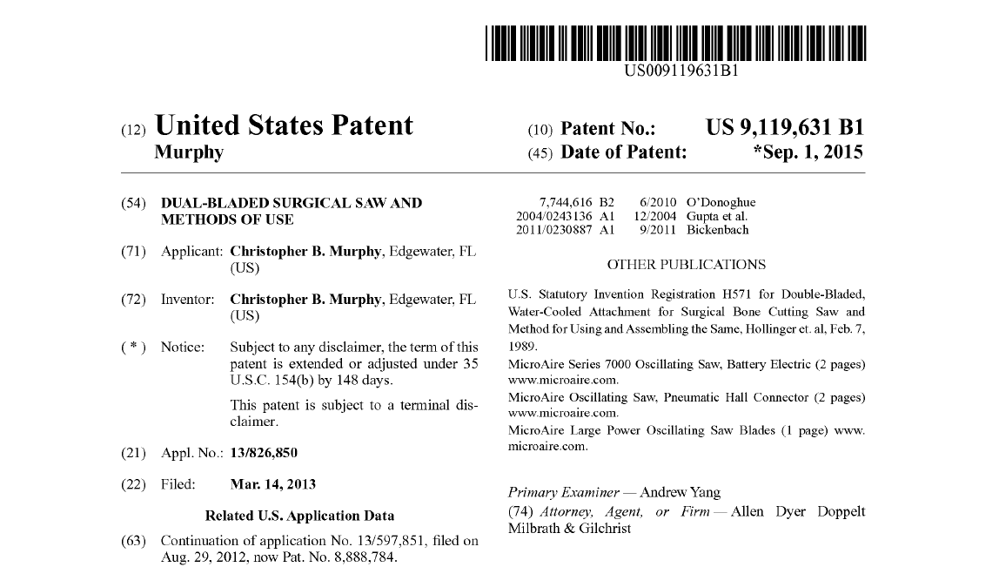 US009119631B1
(12) United States Patent
Murphy
(10) Patent No.: US 9,119,631 B1
(45) Date of Patent: *Sep. 1, 2015
(54) DUAL-BLADED SURGICAL SAW AND
METHODS OF USE
(71) Applicant: Christopher B. Murphy, Edgewater, FL
(US)
(72) Inventor: Christopher B. Murphy, Edgewater, FL
(US)
( * ) Notice: Subject to any disclaimer, the term of this
patent is extended or adjusted under 35
U.S.C. 154(b) by 148 days.
This patent is subject to a terminal dis-
claimer.
(21) Appl. No.: 13/826,850
(22) Filed: Mar. 14, 2013
Related U.S. Application Data
(63) Continuation of application No. 13/597,851, filed on
Aug. 29, 2012, now Pat. No. 8,888,784.
7,744,616 B2 6/2010 O'Donoghue
2004/0243136 A1 12/2004 Gupta et al.
2011/0230887 A1 9/2011 Bickenbach
OTHER PUBLICATIONS
U.S. Statutory Invention Registration H571 for Double-Bladed,
Water-Cooled Attachment for Surgical Bone Cutting Saw and
Method for Using and Assembling the Same, Hollinger et. al, Feb. 7,
1989.
MicroAire Series 7000 Oscillating Saw, Battery Electric (2 pages)
www.microaire.com.
MicroAire Oscillating Saw, Pneumatic Hall Connector (2 pages)
www.microaire.com.
MicroAire Large Power Oscillating Saw Blades (1 page) www.
microaire.com.
Primary Examiner — Andrew Yang
(74) Attorney, Agent, or Firm — Allen Dyer Doppelt
Milbrath & Gilchrist